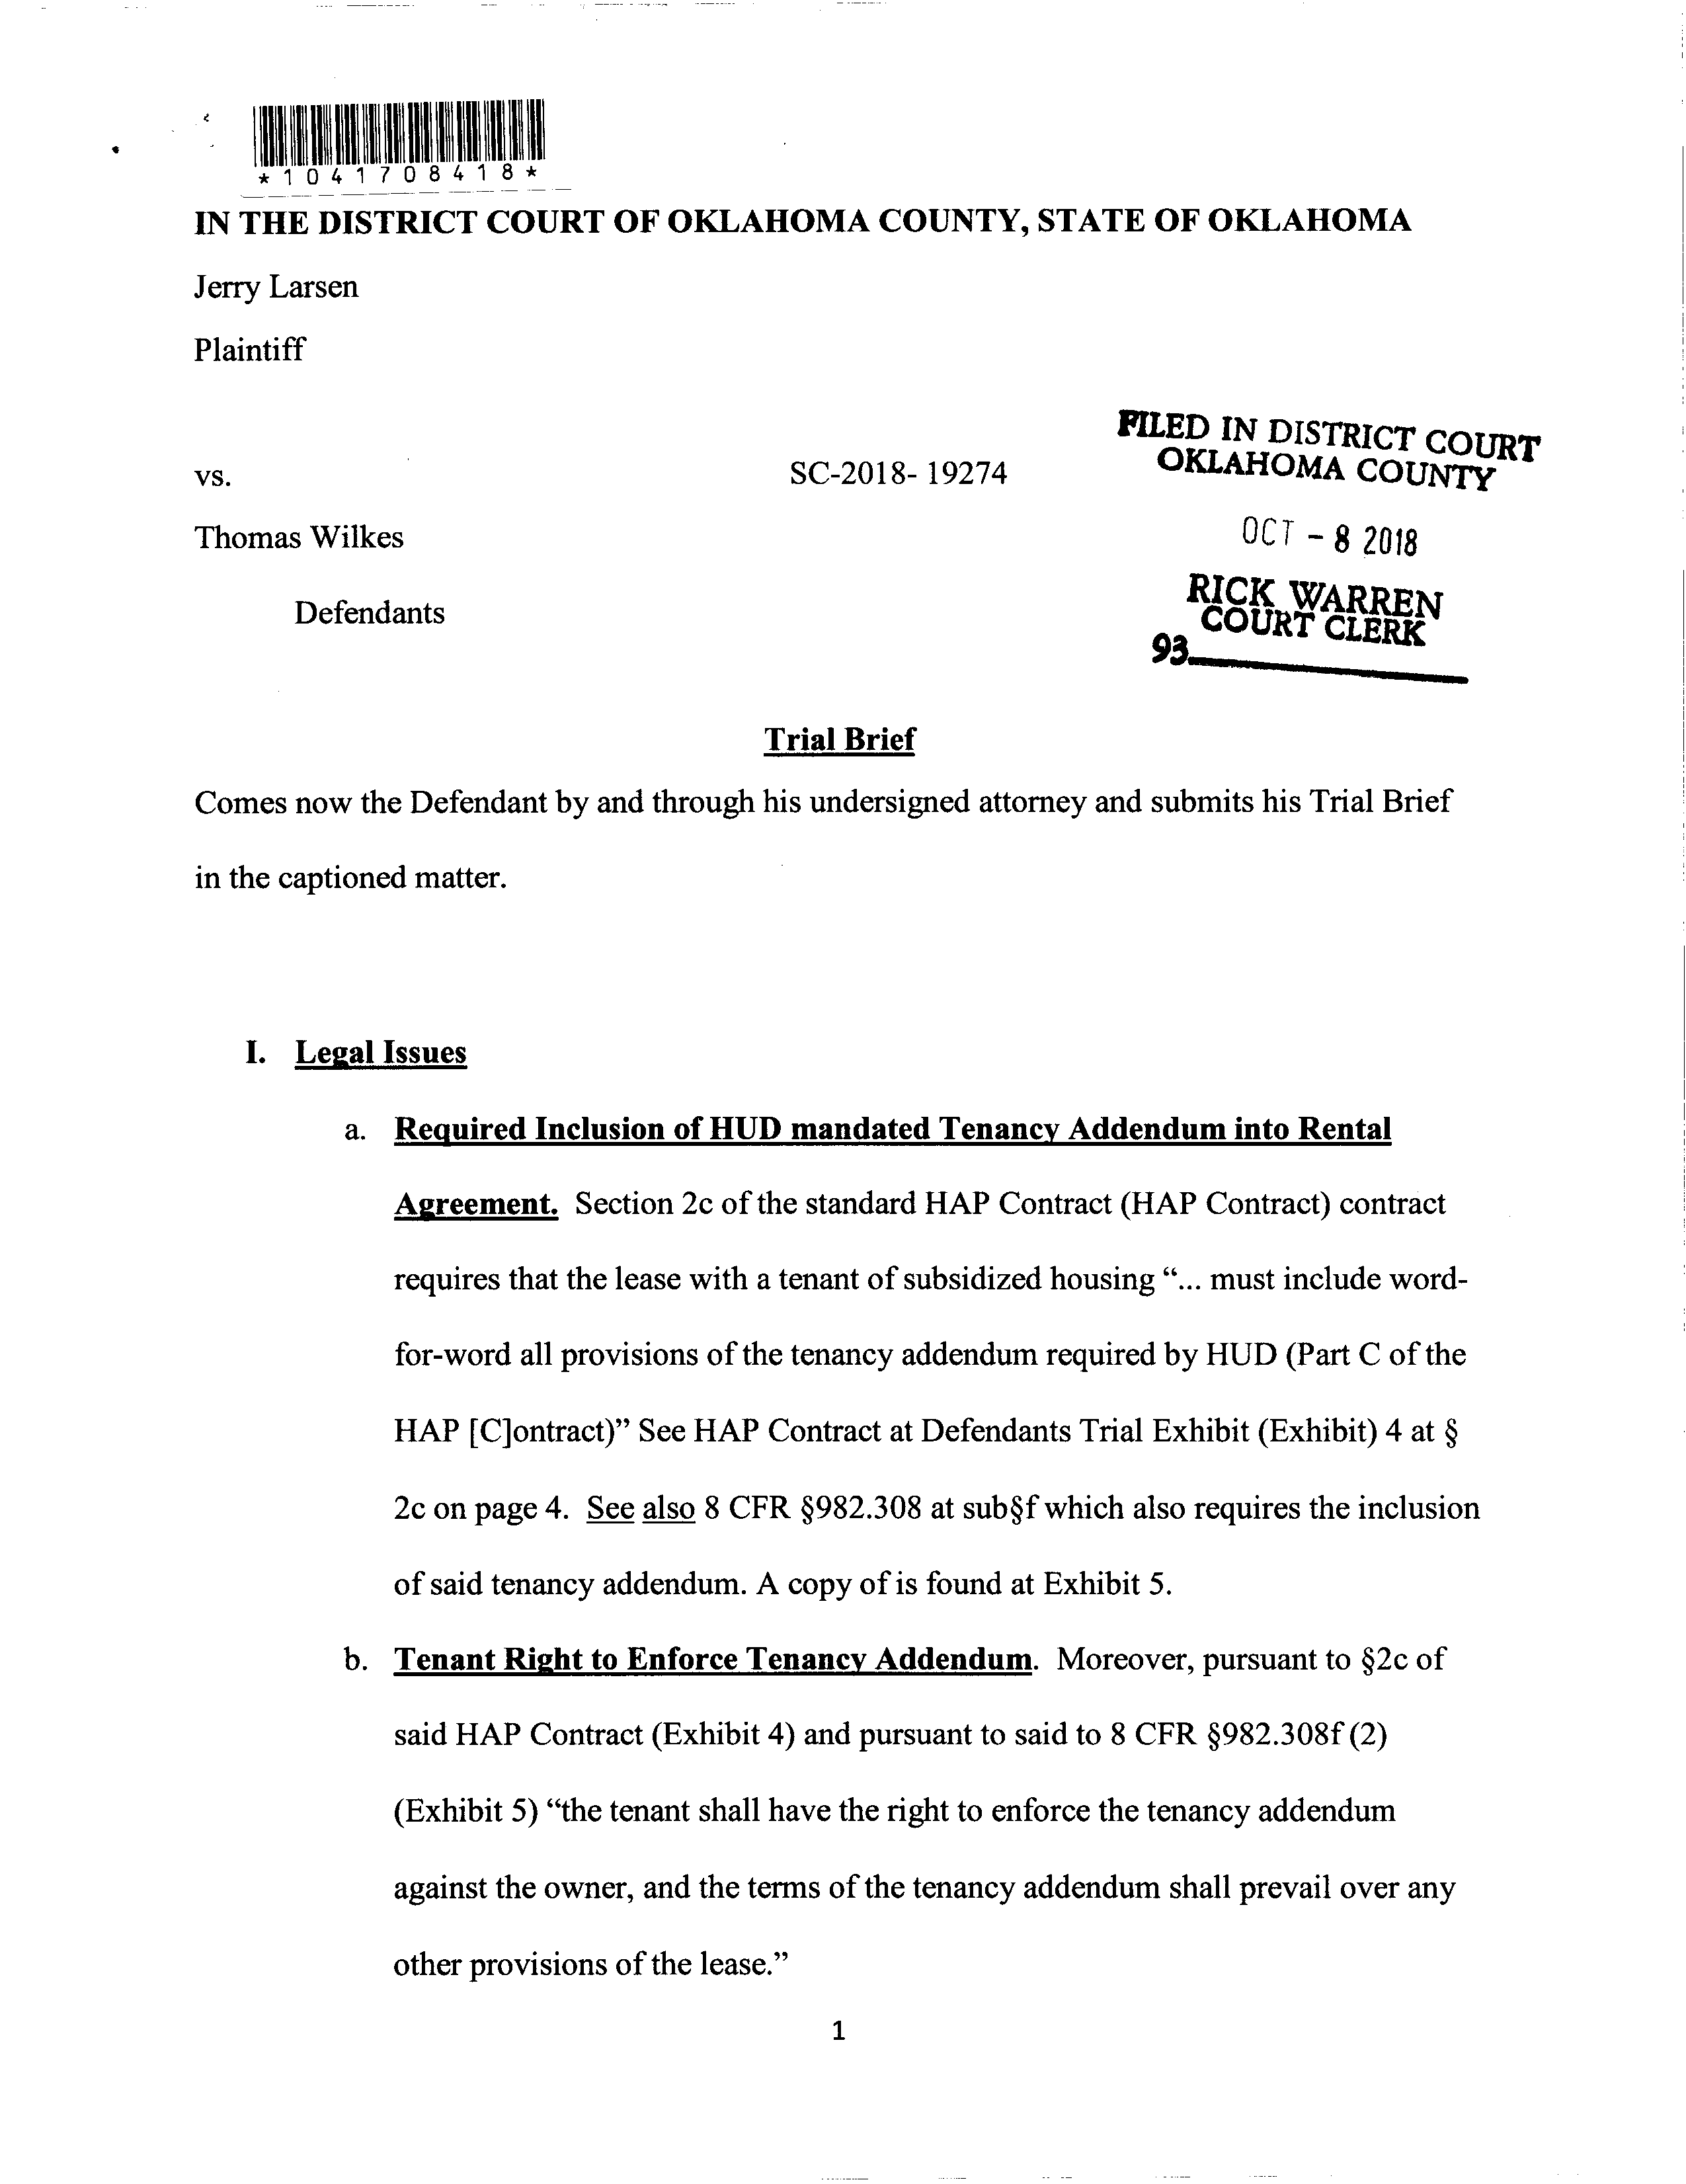 *1041708418*
IN THE DISTRICT COURT OF OKLAHOMA COUNTY, STATE OF OKLAHOMA
Jerry Larsen
Plaintiff
vs.
SC-2018- 19274
FILED IN DISTRICT COURT
OKLAHOMA COUNTY
Thomas Wilkes
OCT - 8 2018
Defendants
RICK WARREN
COURT CLERK
93
Trial Brief
Comes now the Defendant by and through his undersigned attorney and submits his Trial Brief
in the captioned matter.
I. Legal Issues
a. Required Inclusion of HUD mandated Tenancy Addendum into Rental
Agreement. Section 2c of the standard HAP Contract (HAP Contract) contract
requires that the lease with a tenant of subsidized housing “... must include word-
for-word all provisions of the tenancy addendum required by HUD (Part C of the
HAP [C]ontract)” See HAP Contract at Defendants Trial Exhibit (Exhibit) 4 at §
2c on page 4. See also 8 CFR §982.308 at sub§f which also requires the inclusion
of said tenancy addendum. A copy of is found at Exhibit 5.
b. Tenant Right to Enforce Tenancy Addendum. Moreover, pursuant to §2c of
said HAP Contract (Exhibit 4) and pursuant to said to 8 CFR §982.308f (2)
(Exhibit 5) “the tenant shall have the right to enforce the tenancy addendum
against the owner, and the terms of the tenancy addendum shall prevail over any
other provisions of the lease.”
1